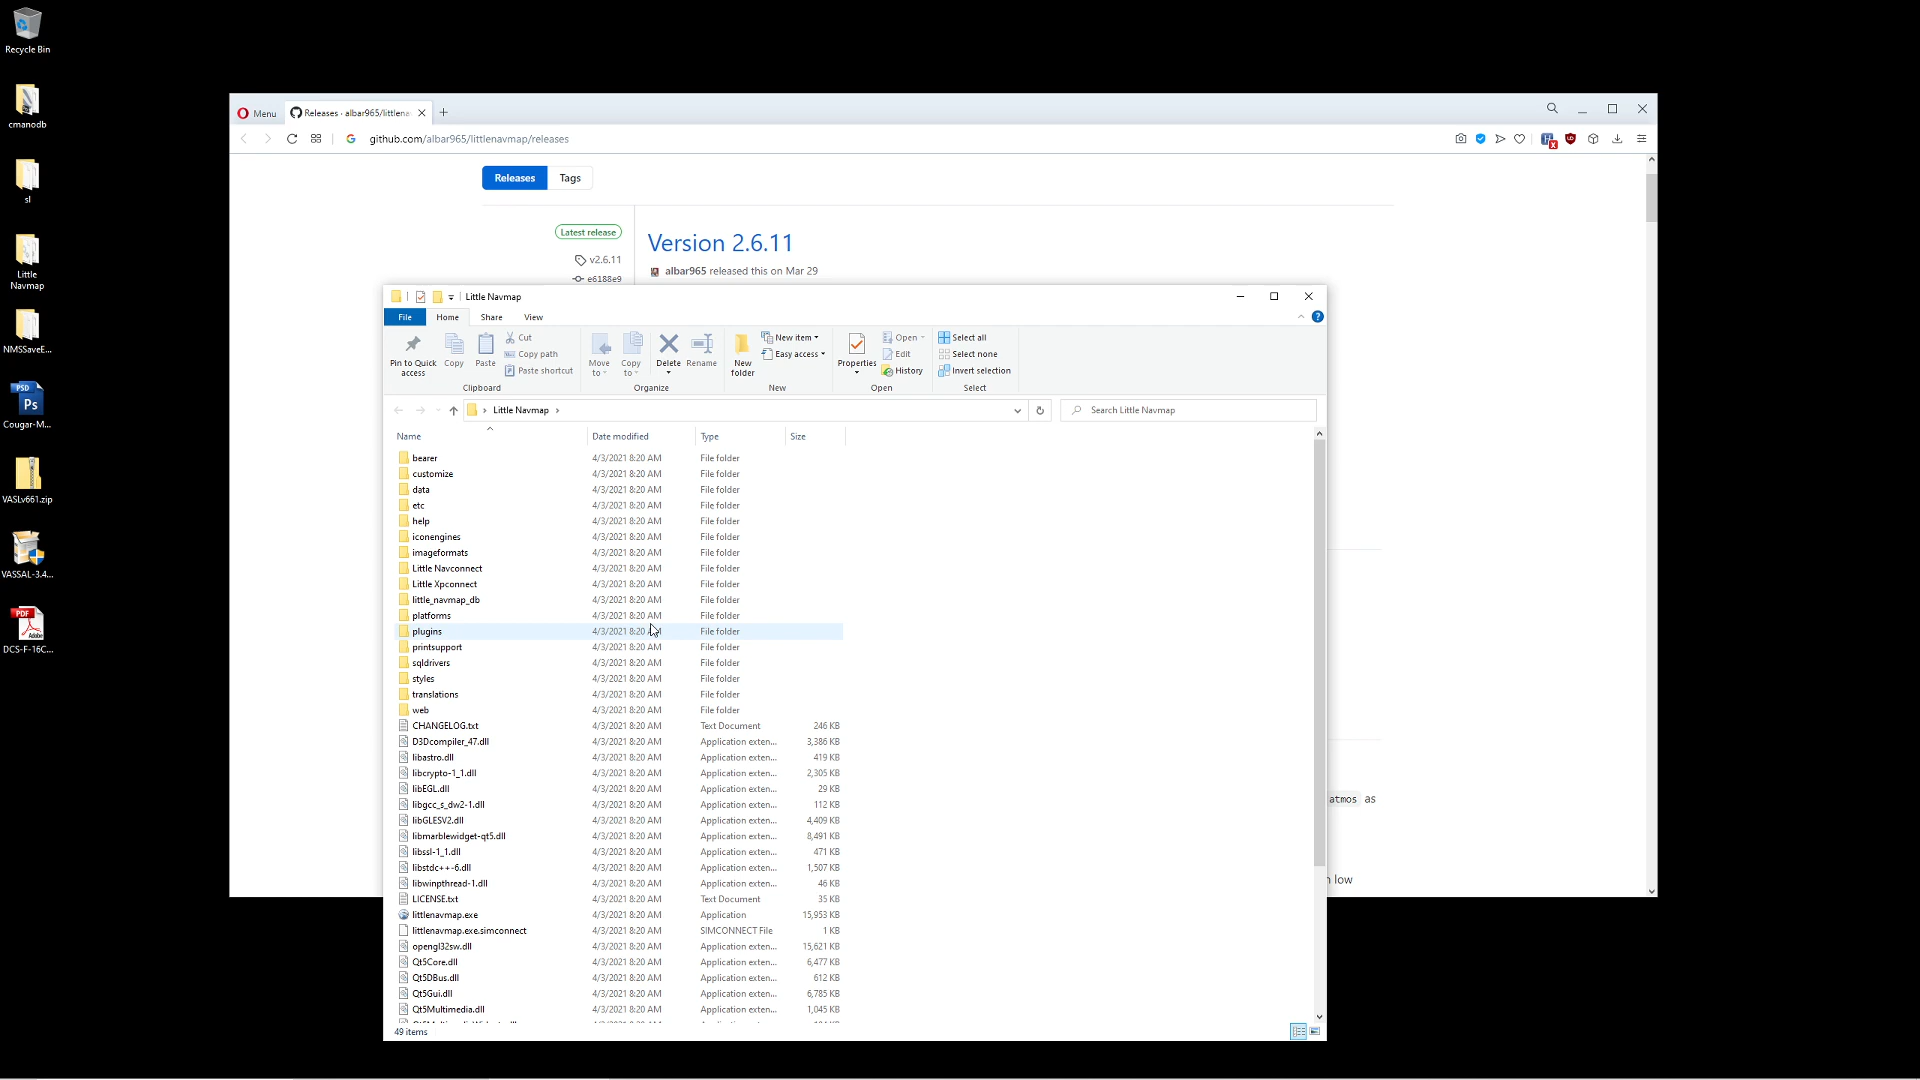 Recycle Bin
cmanodb
sl
Little
Navmap
NMSSaveE...
PSD
Ps
Cougar-M...
VASLv661.zip
VASSAL-3.4...
PDF
Adobe
DCS-F-16C...
Menu
Releases · albar965/littlena
github.com/albar965/littlenavmap/releases
Releases Tags
Latest release
Version 2.6.11
v2.6.11
albar965 released this on Mar 29
e6188e9
Little Navmap
File Home Share View
Pin to Quick
access
Copy
Paste
Cut
Copy path
Paste shortcut
Clipboard
Move
to
Copy
to
Delete
Rename
Organize
New
folder
New item
Easy access
New
Properties
Open
Edit
History
Open
Select all
Select none
Invert selection
Select
Little Navmap
Search Little Navmap
Name Date modified Type Size
bearer 4/3/2021 8:20 AM File folder
customize 4/3/2021 8:20 AM File folder
data 4/3/2021 8:20 AM File folder
etc 4/3/2021 8:20 AM File folder
help 4/3/2021 8:20 AM File folder
iconengines 4/3/2021 8:20 AM File folder
imageformats 4/3/2021 8:20 AM File folder
Little Navconnect 4/3/2021 8:20 AM File folder
Little Xpconnect 4/3/2021 8:20 AM File folder
little_navmap_db 4/3/2021 8:20 AM File folder
platforms 4/3/2021 8:20 AM File folder
plugins 4/3/2021 8:20 AM File folder
printsupport 4/3/2021 8:20 AM File folder
sqldrivers 4/3/2021 8:20 AM File folder
styles 4/3/2021 8:20 AM File folder
translations 4/3/2021 8:20 AM File folder
web 4/3/2021 8:20 AM File folder
CHANGELOG.txt 4/3/2021 8:20 AM Text Document 246 KB
D3Dcompiler_47.dll 4/3/2021 8:20 AM Application exten... 3,386 KB
libastro.dll 4/3/2021 8:20 AM Application exten... 419 KB
libcrypto-1_1.dll 4/3/2021 8:20 AM Application exten... 2,305 KB
libEGL.dll 4/3/2021 8:20 AM Application exten... 29 KB
libgcc_s_dw2-1.dll 4/3/2021 8:20 AM Application exten... 112 KB
libGLESV2.dll 4/3/2021 8:20 AM Application exten... 4,409 KB
libmarblewidget-qt5.dll 4/3/2021 8:20 AM Application exten... 8,491 KB
libssl-1_1.dll 4/3/2021 8:20 AM Application exten... 471 KB
libstdc++-6.dll 4/3/2021 8:20 AM Application exten... 1,507 KB
libwinpthread-1.dll 4/3/2021 8:20 AM Application exten... 46 KB
LICENSE.txt 4/3/2021 8:20 AM Text Document 35 KB
littlenavmap.exe 4/3/2021 8:20 AM Application 15,953 KB
littlenavmap.exe.simconnect 4/3/2021 8:20 AM SIMCONNECT File 1 KB
opengl32sw.dll 4/3/2021 8:20 AM Application exten... 15,621 KB
Qt5Core.dll 4/3/2021 8:20 AM Application exten... 6,477 KB
Qt5DBus.dll 4/3/2021 8:20 AM Application exten... 612 KB
Qt5Gui.dll 4/3/2021 8:20 AM Application exten... 6,785 KB
Qt5Multimedia.dll 4/3/2021 8:20 AM Application exten... 1,045 KB
49 items
atmos as
low